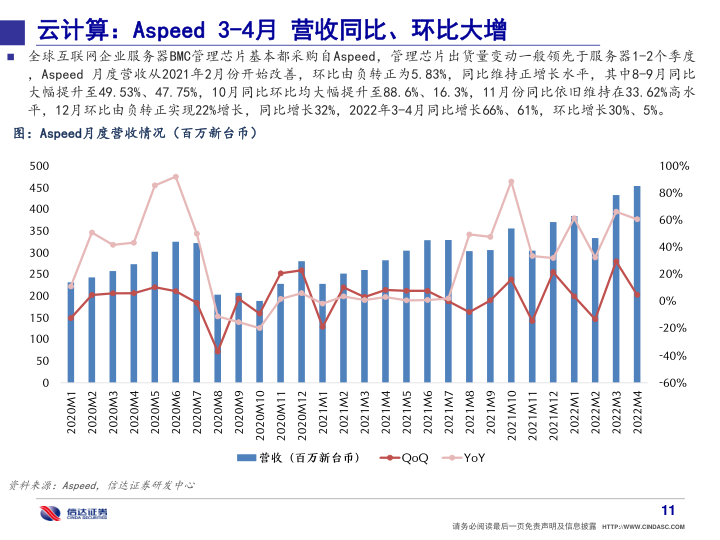 云计算：Aspeed 3-4月 营收同比、环比大增
■ 全球互联网企业服务器BMC管理芯片基本都采购自Aspeed，管理芯片出货量变动一般领先于服务器1-2个季度
，Aspeed 月度营收从2021年2月份开始改善，环比由负转正为5.83%，同比维持正增长水平，其中8-9月同比
大幅提升至49.53%、47.75%，10月同比环比均大幅提升至88.6%、16.3%，11月份同比依旧维持在33.62%高水
平，12月环比由负转正实现22%增长，同比增长32%，2022年3-4月同比增长66%、61%，环比增长30%、5%。
图：Aspeed月度营收情况（百万新台币）
500 100%
450 80%
400 60%
350 40%
300 20%
250 0%
200 -20%
150 -40%
100 -60%
50
0
2020M1 2020M2 2020M3 2020M4 2020M5 2020M6 2020M7 2020M8 2020M9 2020M10 2020M11 2020M12 2021M1 2021M2 2021M3 2021M4 2021M5 2021M6 2021M7 2021M8 2021M9 2021M10 2021M11 2021M12 2022M1 2022M2 2022M3 2022M4
营收（百万新台币） QoQ YoY
资料来源：Aspeed，信达证券研发中心
信达证券
CINDA SECURITIES
11
请务必阅读最后一页免责声明及信息披露 HTTP://WWW.CINDASC.COM